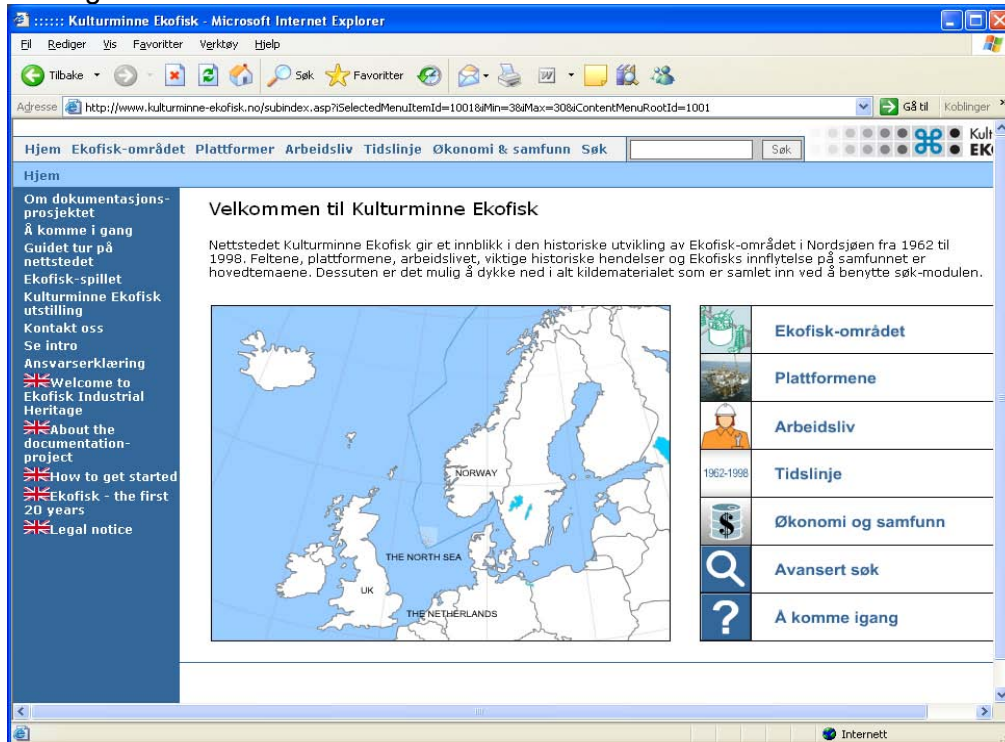 :::::: Kulturminne Ekofisk - Microsoft Internet Explorer
Fil Rediger Vis Favoritter Verktøy Hjelp
Tilbake Søk Favoritter
Adresse http://www.kulturminne-ekofisk.no/subindex.asp?iSelectedMenuItemId=1001&iMin=3&iMax=30&iContentMenuRootId=1001 Gå til Koblinger
Hjem Ekofisk-området Plattformer Arbeidsliv Tidslinje Økonomi & samfunn Søk Søk
Kult
EK
Hjem
Om dokumentasjons-
prosjektet
Å komme i gang
Guidet tur på
nettstedet
Ekofisk-spillet
Kulturminne Ekofisk
utstilling
Kontakt oss
Se intro
Ansvarserklæring
Welcome to
Ekofisk Industrial
Heritage
About the
documentation-
project
How to get started
Ekofisk - the first
20 years
Legal notice
Velkommen til Kulturminne Ekofisk
Nettstedet Kulturminne Ekofisk gir et innblikk i den historiske utvikling av Ekofisk-området i Nordsjøen fra 1962 til
1998. Feltene, plattformene, arbeidslivet, viktige historiske hendelser og Ekofisks innflytelse på samfunnet er
hovedtemaene. Dessuten er det mulig å dykke ned i alt kildematerialet som er samlet inn ved å benytte søk-modulen.
NORWAY
THE NORTH SEA
UK
THE NETHERLANDS
Ekofisk-området
Plattformene
Arbeidsliv
1962-1998 Tidslinje
$ Økonomi og samfunn
Avansert søk
? Å komme igang
Internett